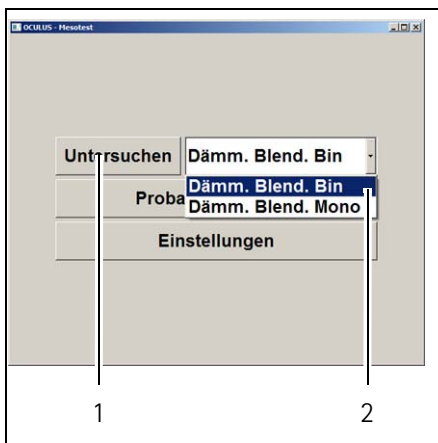 OCULUS - Mesotest
Untersuchen Dämm. Blend. Bin
Dämm. Blend. Bin
Proba
Dämm. Blend. Mono
Einstellungen
1 2